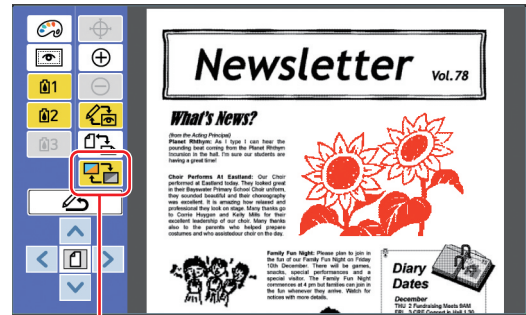 1
2
3
Newsletter
Vol. 78
What's News?
(from the Acting Principal)
Planet Rhthym: As I type I can hear the
pounding beat coming from the Planet Rhthym
Incursion in the hall. I'm sure our students are
having a great time!
Choir Performs At Eastland: Our Choir
performed at Eastland today. They looked great
in their Bayswater Primary School Choir uniform,
they sounded beautiful and their choreography
was excellent. It is amazing how relaxed and
professional they look on stage. Many thanks go
to Corrie Huygen and Kelly Mills for their
excellent leadership of our choir. Many thanks
also to the parents who helped prepare
costumes and who assistedour choir on the day.
Family Fun Night: Please plan to join in
the fun of our Family Fun Night on Friday
10th December. There will be games,
snacks, special performances and a
special visitor. The Family Fun Night
commences at 4 pm but families can join in
the fun whenever they arrive. Watch for
notices with more details.
Diary
Dates
December
THU 2 Fundraising Meats 8AM